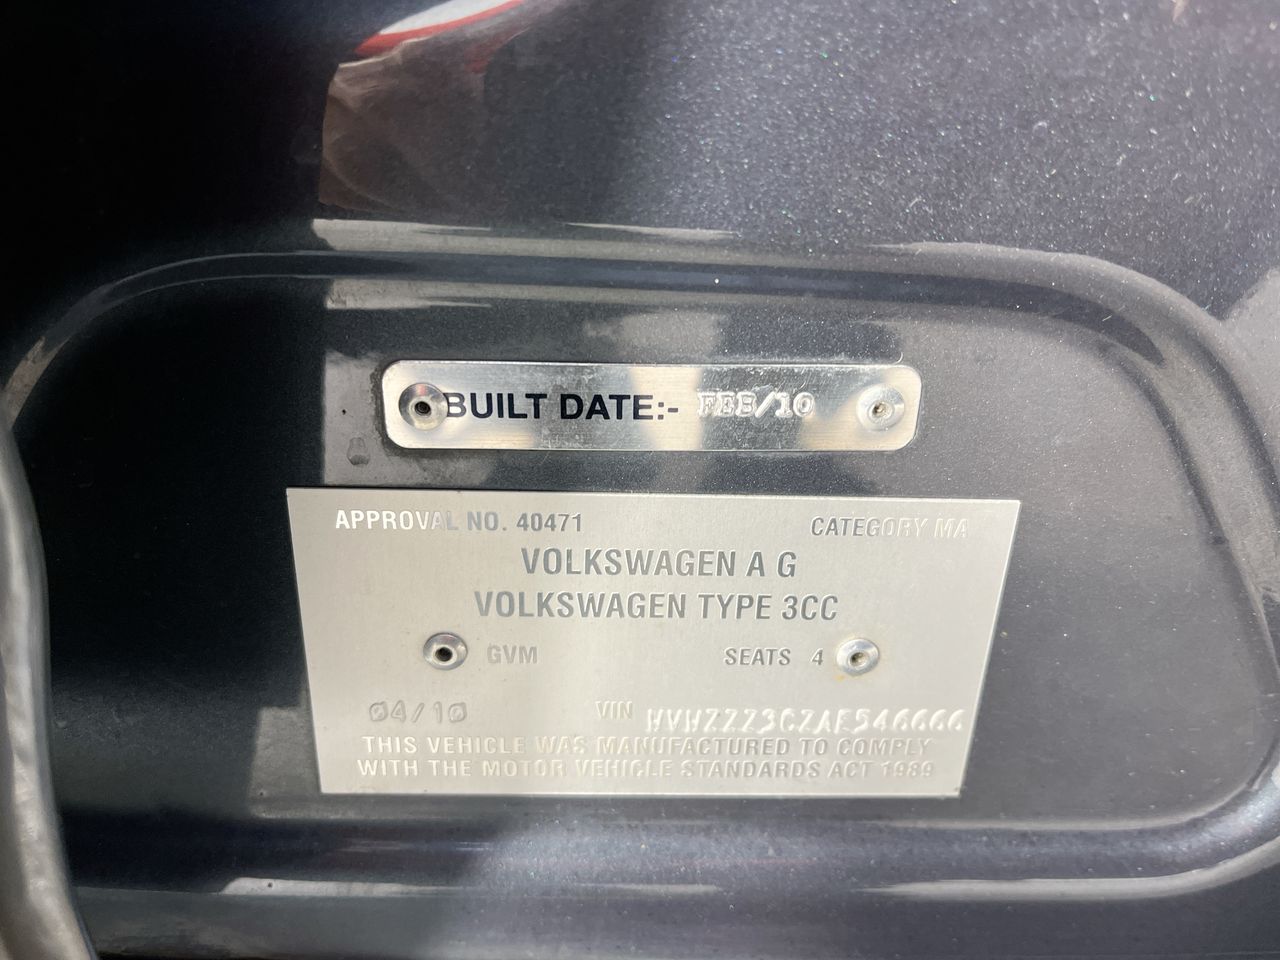 BUILT DATE:- FEB/10
APPROVAL NO. 40471 CATEGORY MA
VOLKSWAGEN A G
VOLKSWAGEN TYPE 3CC
GVM SEATS 4
04/10 VIN WVWZZZ3CZAE546666
THIS VEHICLE WAS MANUFACTURED TO COMPLY
WITH THE MOTOR VEHICLE STANDARDS ACT 1989